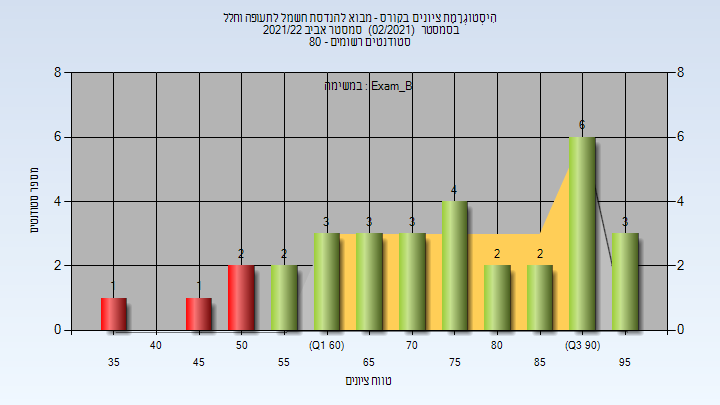 הִיסְטוֹגְרָמַת ציונים בקורס - מבוא להנדסת חשמל לתעופה וחלל
בסמסטר (02/2021) סמסטר אביב 2021/22
סטודנטים רשומים - 80
במשימה : Exam_B
8 8
6 6
4 4
2 2
0 0
מספר סטודנטים
1 1 2 2 3 3 3 4 2 2 6 3
40 50 (Q1 60) 70 80 (Q3 90)
35 45 55 65 75 85 95
טווח ציונים